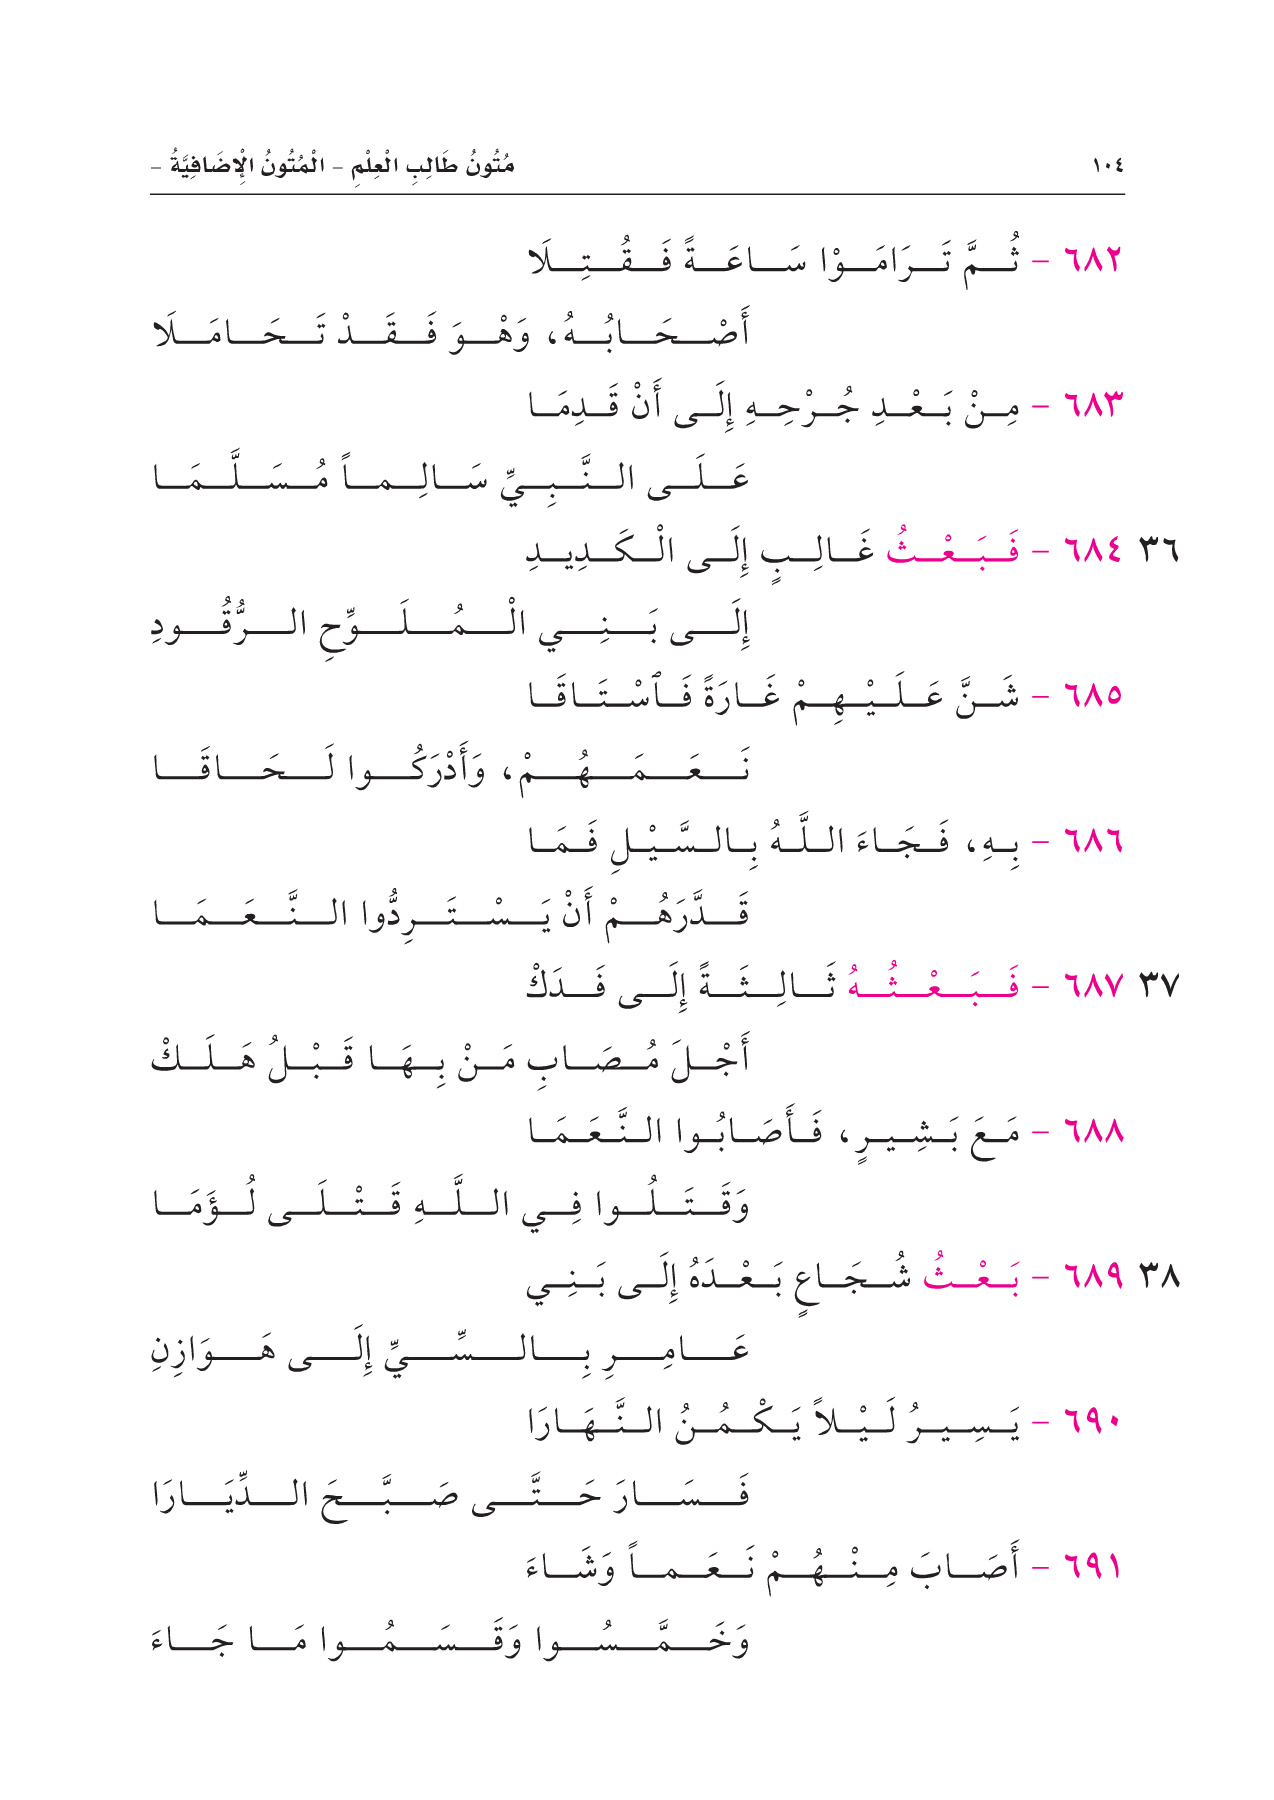 ١٠٤ مُتُونُ طَالِبِ الْعِلْمِ - الْمُتُونُ الْإِضَافِيَّةُ -
٦٨٢ - ثُمَّ تَرَامَوْا سَاعَةً فَقُتِلَا
أَصْحَابُهُ، وَهْوَ فَقَدْ تَحَامَلَا
٦٨٣ - مِنْ بَعْدِ جُرْحِهِ إِلَى أَنْ قَدِمَا
عَلَى النَّبِيِّ سَالِماً مُسَلَّمَا
٣٦ ٦٨٤ - فَبَعْثُ غَالِبٍ إِلَى الْكَدِيدِ
إِلَى بَنِي الْمُلَوِّحِ الرُّقُودِ
٦٨٥ - شَنَّ عَلَيْهِمْ غَارَةً فَٱسْتَاقَا
نَعَمَهُمْ، وَأَدْرَكُوا لَحَاقَا
٦٨٦ - بِهِ، فَجَاءَ اللَّهُ بِالسَّيْلِ فَمَا
قَدَّرَهُمْ أَنْ يَسْتَرِدُّوا النَّعَمَا
٣٧ ٦٨٧ - فَبَعْثُهُ ثَالِثَةً إِلَى فَدَكْ
أَجْلَ مُصَابِ مَنْ بِهَا قَبْلُ هَلَكْ
٦٨٨ - مَعَ بَشِيرٍ، فَأَصَابُوا النَّعَمَا
وَقَتَلُوا فِي اللَّهِ قَتْلَى لُؤَمَا
٣٨ ٦٨٩ - بَعْثُ شُجَاعٍ بَعْدَهُ إِلَى بَنِي
عَامِرِ بِالسِّيِّ إِلَى هَوَازِنِ
٦٩٠ - يَسِيرُ لَيْلاً يَكْمُنُ النَّهَارَا
فَسَارَ حَتَّى صَبَّحَ الدِّيَارَا
٦٩١ - أَصَابَ مِنْهُمْ نَعَماً وَشَاءَ
وَخَمَّسُوا وَقَسَمُوا مَا جَاءَ